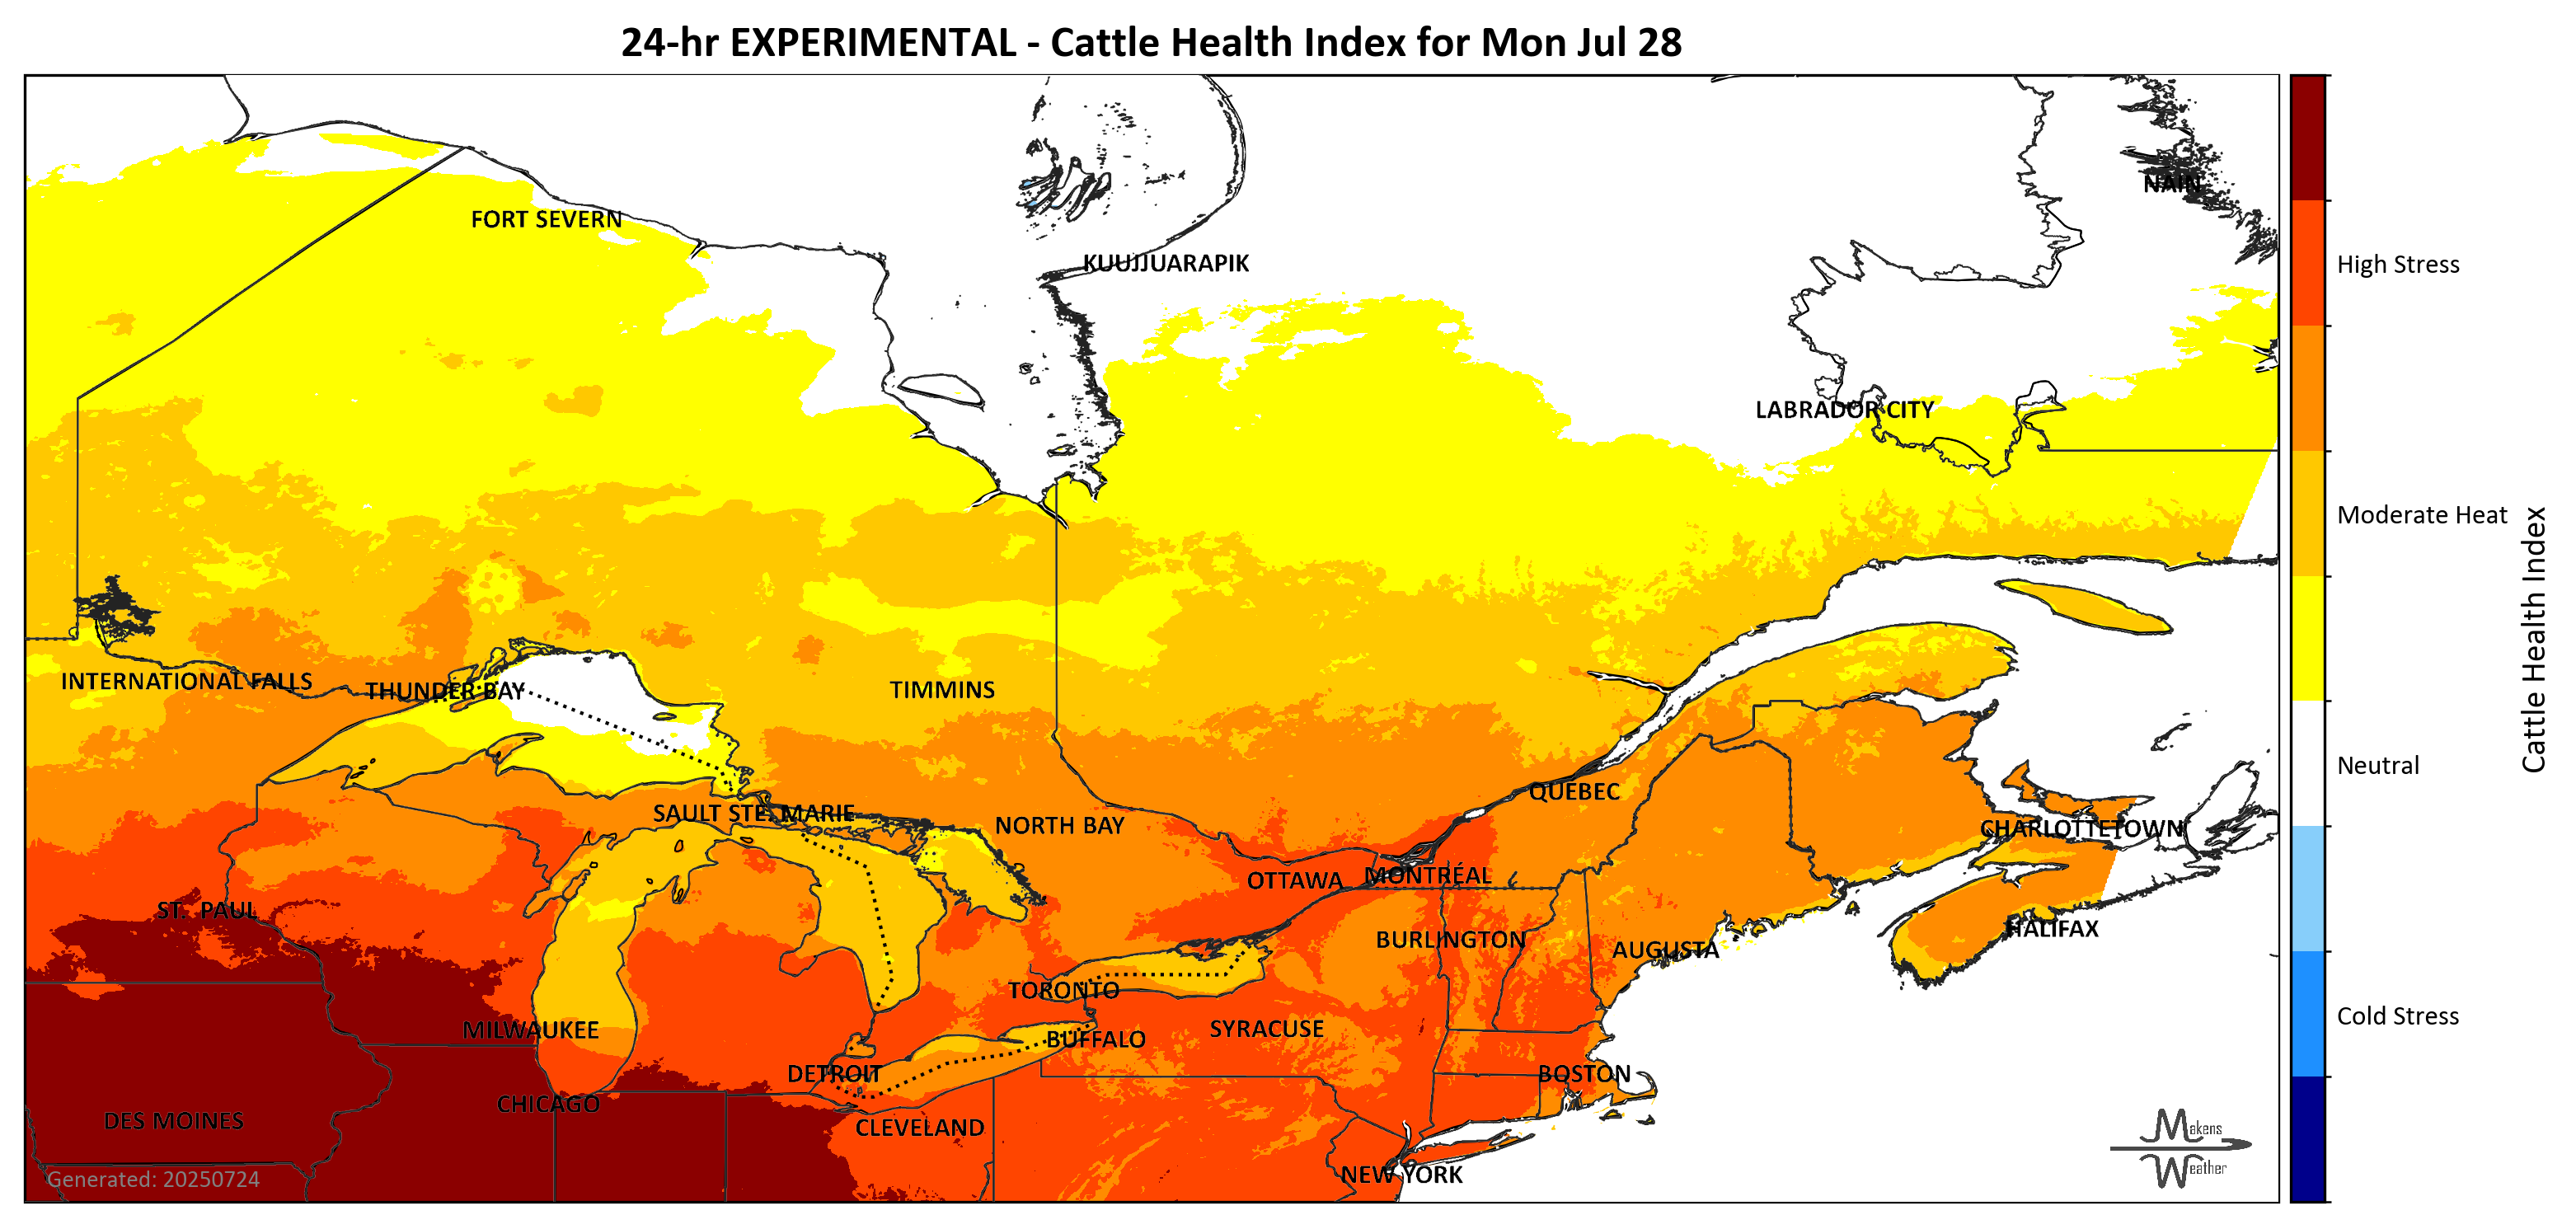 24-hr EXPERIMENTAL - Cattle Health Index for Mon Jul 28
NAIN
FORT SEVERN
KUUJJUARAPIK
High Stress
LABRADOR CITY
Moderate Heat
Cattle Health Index
INTERNATIONAL FALLS
THUNDER BAY
TIMMINS
Neutral
QUEBEC
SAULT STE. MARIE
NORTH BAY
CHARLOTTETOWN
OTTAWA
MONTRÉAL
ST. PAUL
HALIFAX
BURLINGTON
AUGUSTA
TORONTO
Cold Stress
MILWAUKEE
SYRACUSE
BUFFALO
DETROIT
BOSTON
CHICAGO
DES MOINES
CLEVELAND
Makens
Weather
NEW YORK
Generated: 20250724